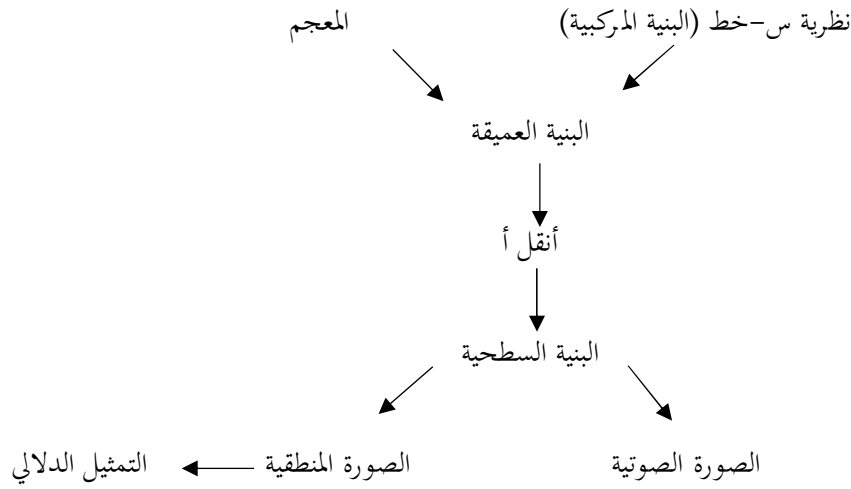 نظرية س-خط (البنية المركبية) المعجم
البنية العميقة
أنقل أ
البنية السطحية
الصورة الصوتية الصورة المنطقية التمثيل الدلالي